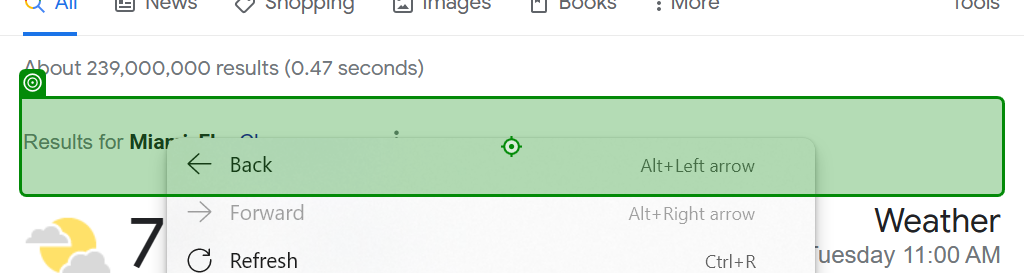 All News Shopping Images Books More Tools
About 239,000,000 results (0.47 seconds)
Results for
Back Alt+Left arrow
Forward Alt+Right arrow
7 Weather
Tuesday 11:00 AM
Refresh Ctrl+R